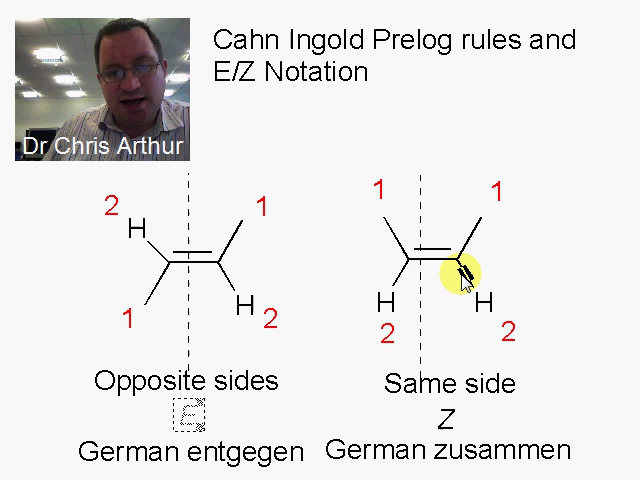 Cahn Ingold Prelog rules and
E/Z Notation
Dr Chris Arthur
2
H
1
1
H
2
1
1
H
2
H
2
Opposite sides
E
German entgegen
Same side
Z
German zusammen